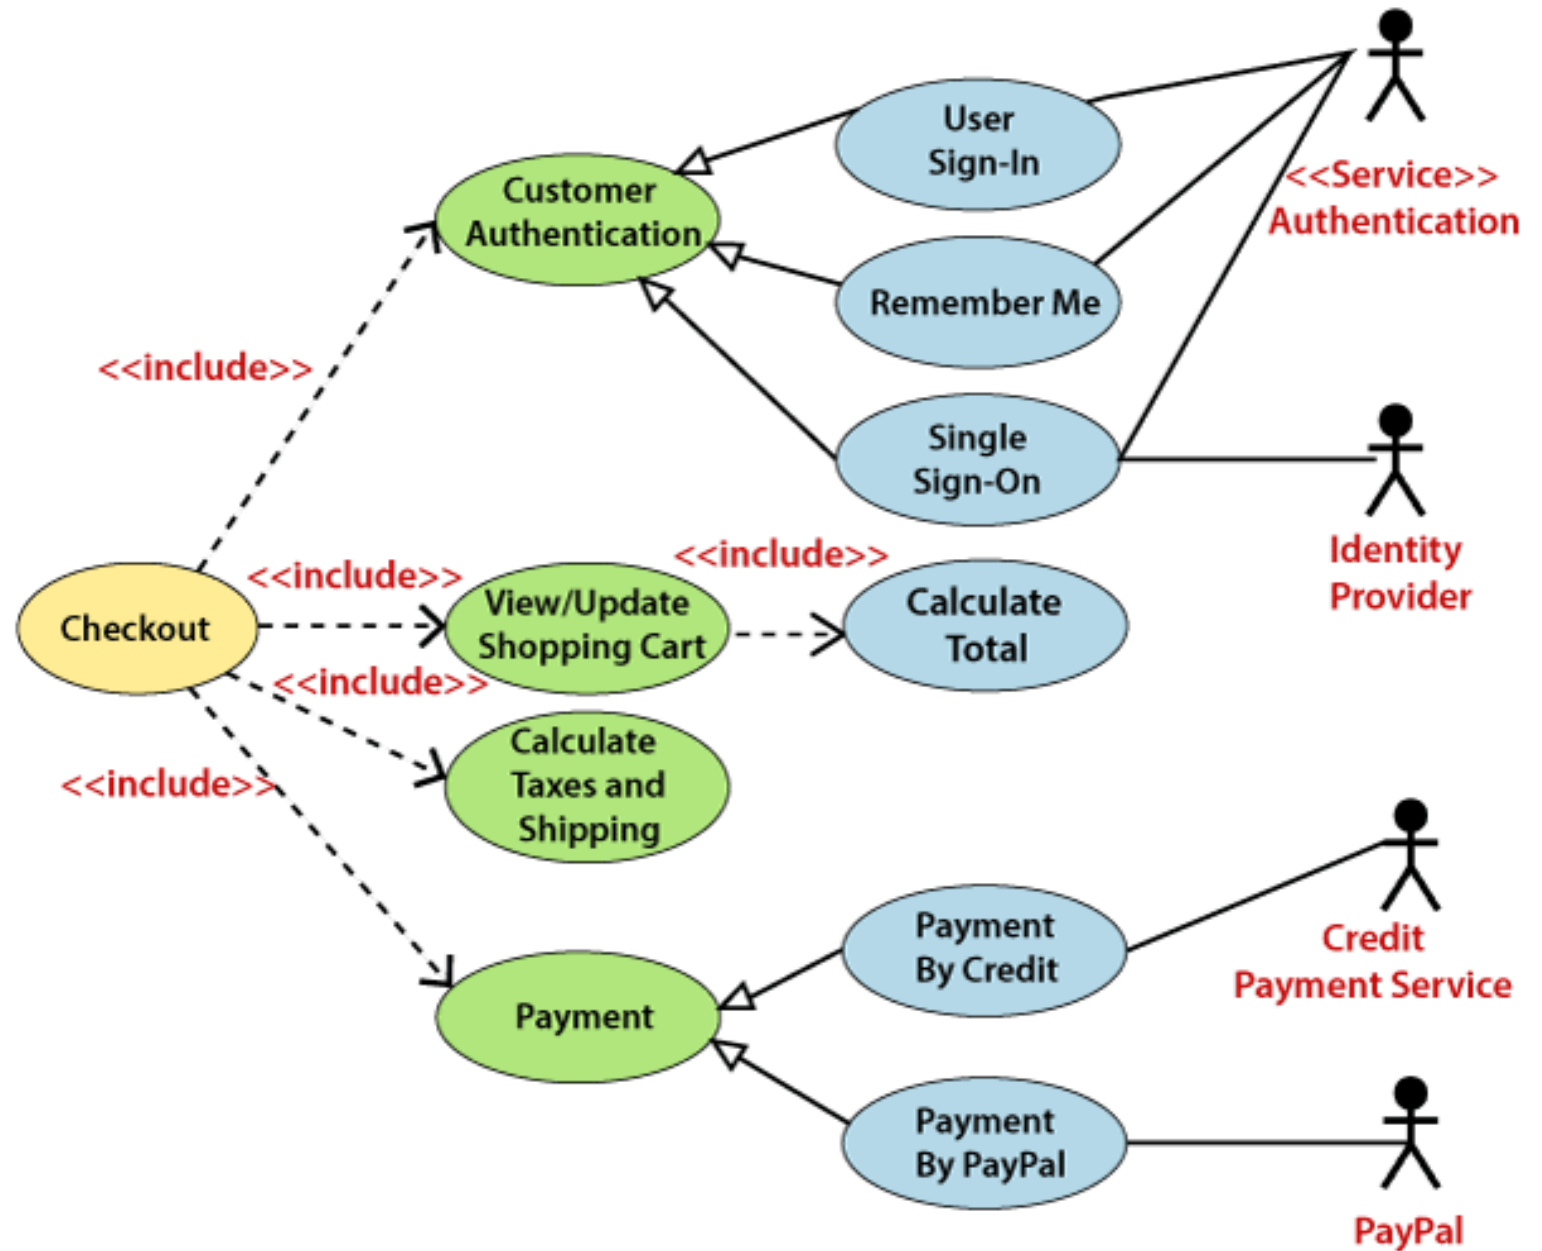 User
Sign-In
<<Service>>
Authentication
Customer
Authentication
Remember Me
<<include>>
Single
Sign-On
Identity
Provider
<<include>>
<<include>>
Checkout
View/Update
Shopping Cart
Calculate
Total
<<include>>
Calculate
Taxes and
Shipping
<<include>>
Payment
By Credit
Credit
Payment Service
Payment
Payment
By PayPal
PayPal